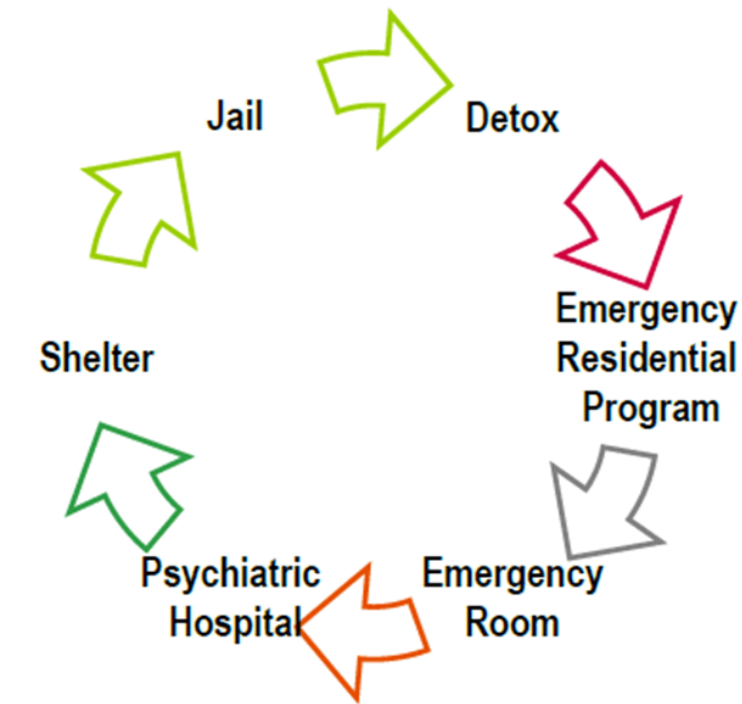 Jail
Detox
Emergency
Residential
Program
Emergency
Room
Psychiatric
Hospital
Shelter